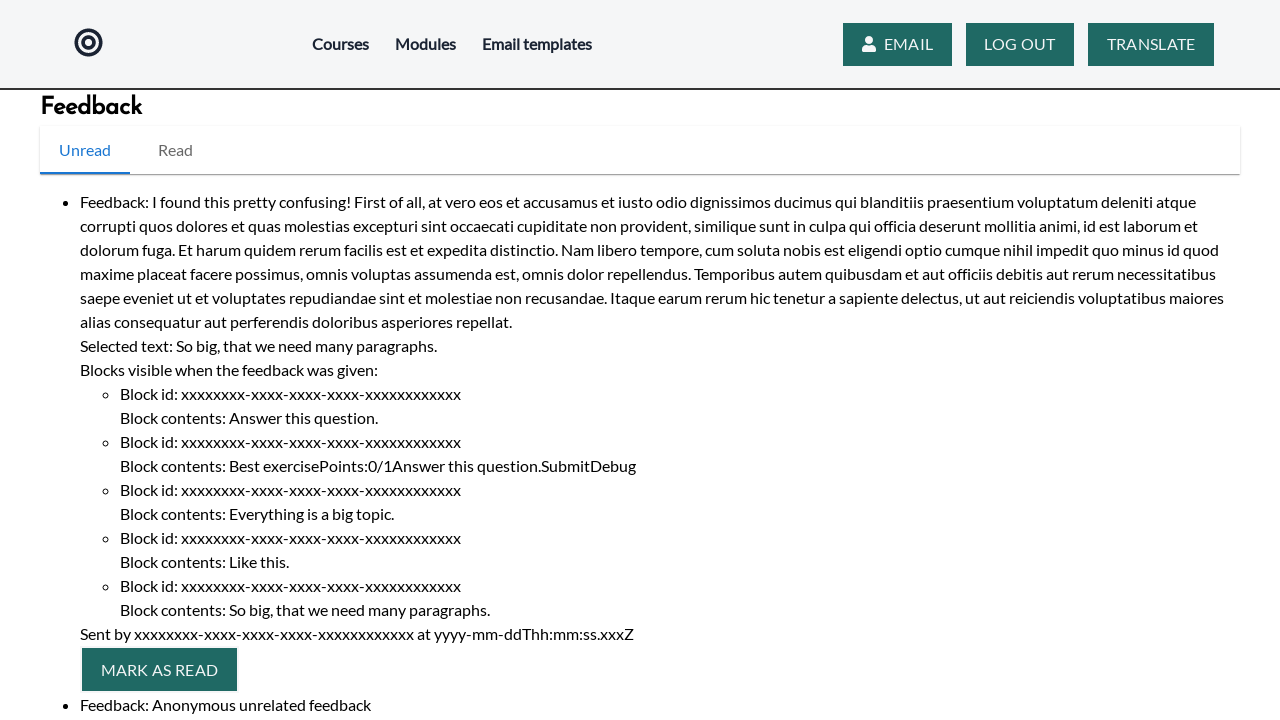 Courses Modules Email templates EMAIL LOG OUT TRANSLATE
Feedback
Unread Read
Feedback: I found this pretty confusing! First of all, at vero eos et accusamus et iusto odio dignissimos ducimus qui blanditiis praesentium voluptatum deleniti atque
corrupti quos dolores et quas molestias excepturi sint occaecati cupiditate non provident, similique sunt in culpa qui officia deserunt mollitia animi, id est laborum et
dolorum fuga. Et harum quidem rerum facilis est et expedita distinctio. Nam libero tempore, cum soluta nobis est eligendi optio cumque nihil impedit quo minus id quod
maxime placeat facere possimus, omnis voluptas assumenda est, omnis dolor repellendus. Temporibus autem quibusdam et aut officiis debitis aut rerum necessitatibus
saepe eveniet ut et voluptates repudiandae sint et molestiae non recusandae. Itaque earum rerum hic tenetur a sapiente delectus, ut aut reiciendis voluptatibus maiores
alias consequatur aut perferendis doloribus asperiores repellat.
Selected text: So big, that we need many paragraphs.
Blocks visible when the feedback was given:
Block id: xxxxxxxx-xxxx-xxxx-xxxx-xxxxxxxxxxxx
Block contents: Answer this question.
Block id: xxxxxxxx-xxxx-xxxx-xxxx-xxxxxxxxxxxx
Block contents: Best exercisePoints:0/1Answer this question.SubmitDebug
Block id: xxxxxxxx-xxxx-xxxx-xxxx-xxxxxxxxxxxx
Block contents: Everything is a big topic.
Block id: xxxxxxxx-xxxx-xxxx-xxxx-xxxxxxxxxxxx
Block contents: Like this.
Block id: xxxxxxxx-xxxx-xxxx-xxxx-xxxxxxxxxxxx
Block contents: So big, that we need many paragraphs.
Sent by xxxxxxxx-xxxx-xxxx-xxxx-xxxxxxxxxxxx at yyyy-mm-ddThh:mm:ss.xxxZ
MARK AS READ
Feedback: Anonymous unrelated feedback